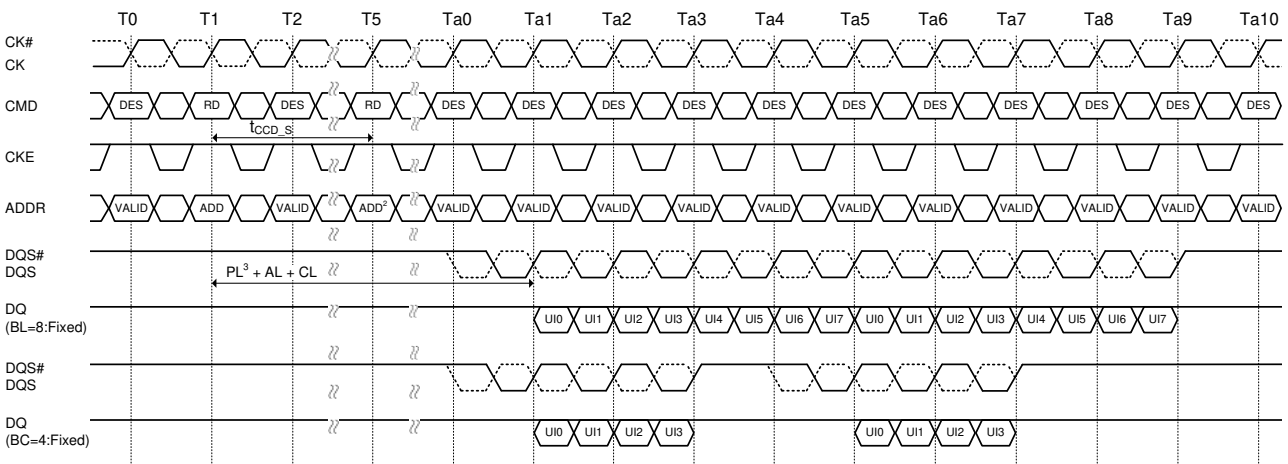 T0 T1 T2 T5 Ta0 Ta1 Ta2 Ta3 Ta4 Ta5 Ta6 Ta7 Ta8 Ta9 Ta10
CK#
CK
CMD DES RD DES RD DES DES DES DES DES DES DES DES DES DES DES
tCCD_S
CKE
ADDR VALID ADD VALID ADD² VALID VALID VALID VALID VALID VALID VALID VALID VALID VALID VALID
DQS#
DQS
PL³ + AL + CL
DQ
(BL=8:Fixed) UI0 UI1 UI2 UI3 UI4 UI5 UI6 UI7 UI0 UI1 UI2 UI3 UI4 UI5 UI6 UI7
DQS#
DQS
DQ
(BC=4:Fixed) UI0 UI1 UI2 UI3 UI0 UI1 UI2 UI3